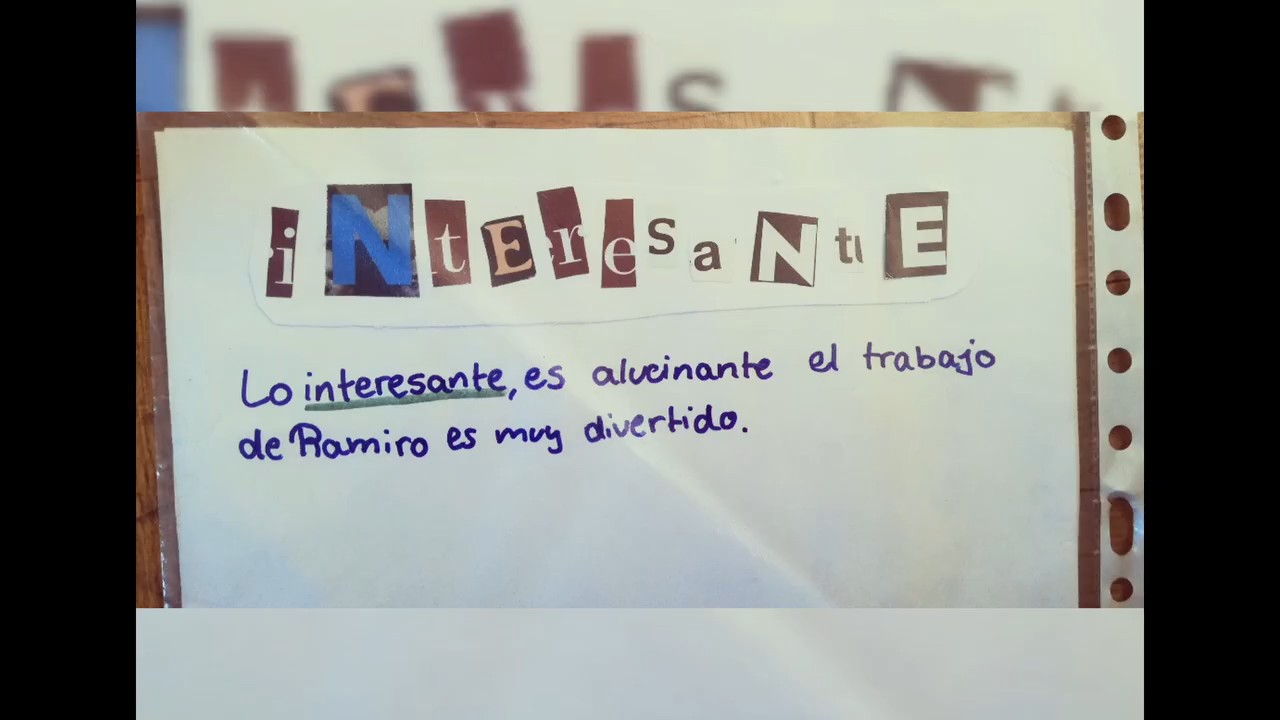 iNtEresaNtE
Lo interesante, es alucinante el trabajo
de Ramiro es muy divertido.